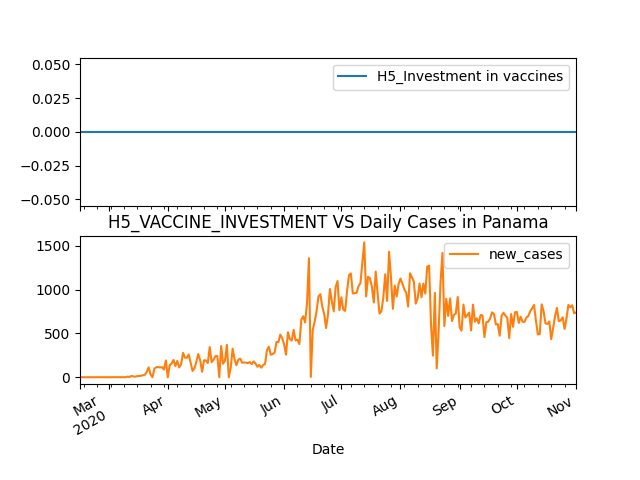 0.050
0.025
0.000
−0.025
−0.050
H5_Investment in vaccines
H5_VACCINE_INVESTMENT VS Daily Cases in Panama
1500
1000
500
0
new_cases
Mar
2020
Apr
May
Jun
Jul
Aug
Sep
Oct
Nov
Date